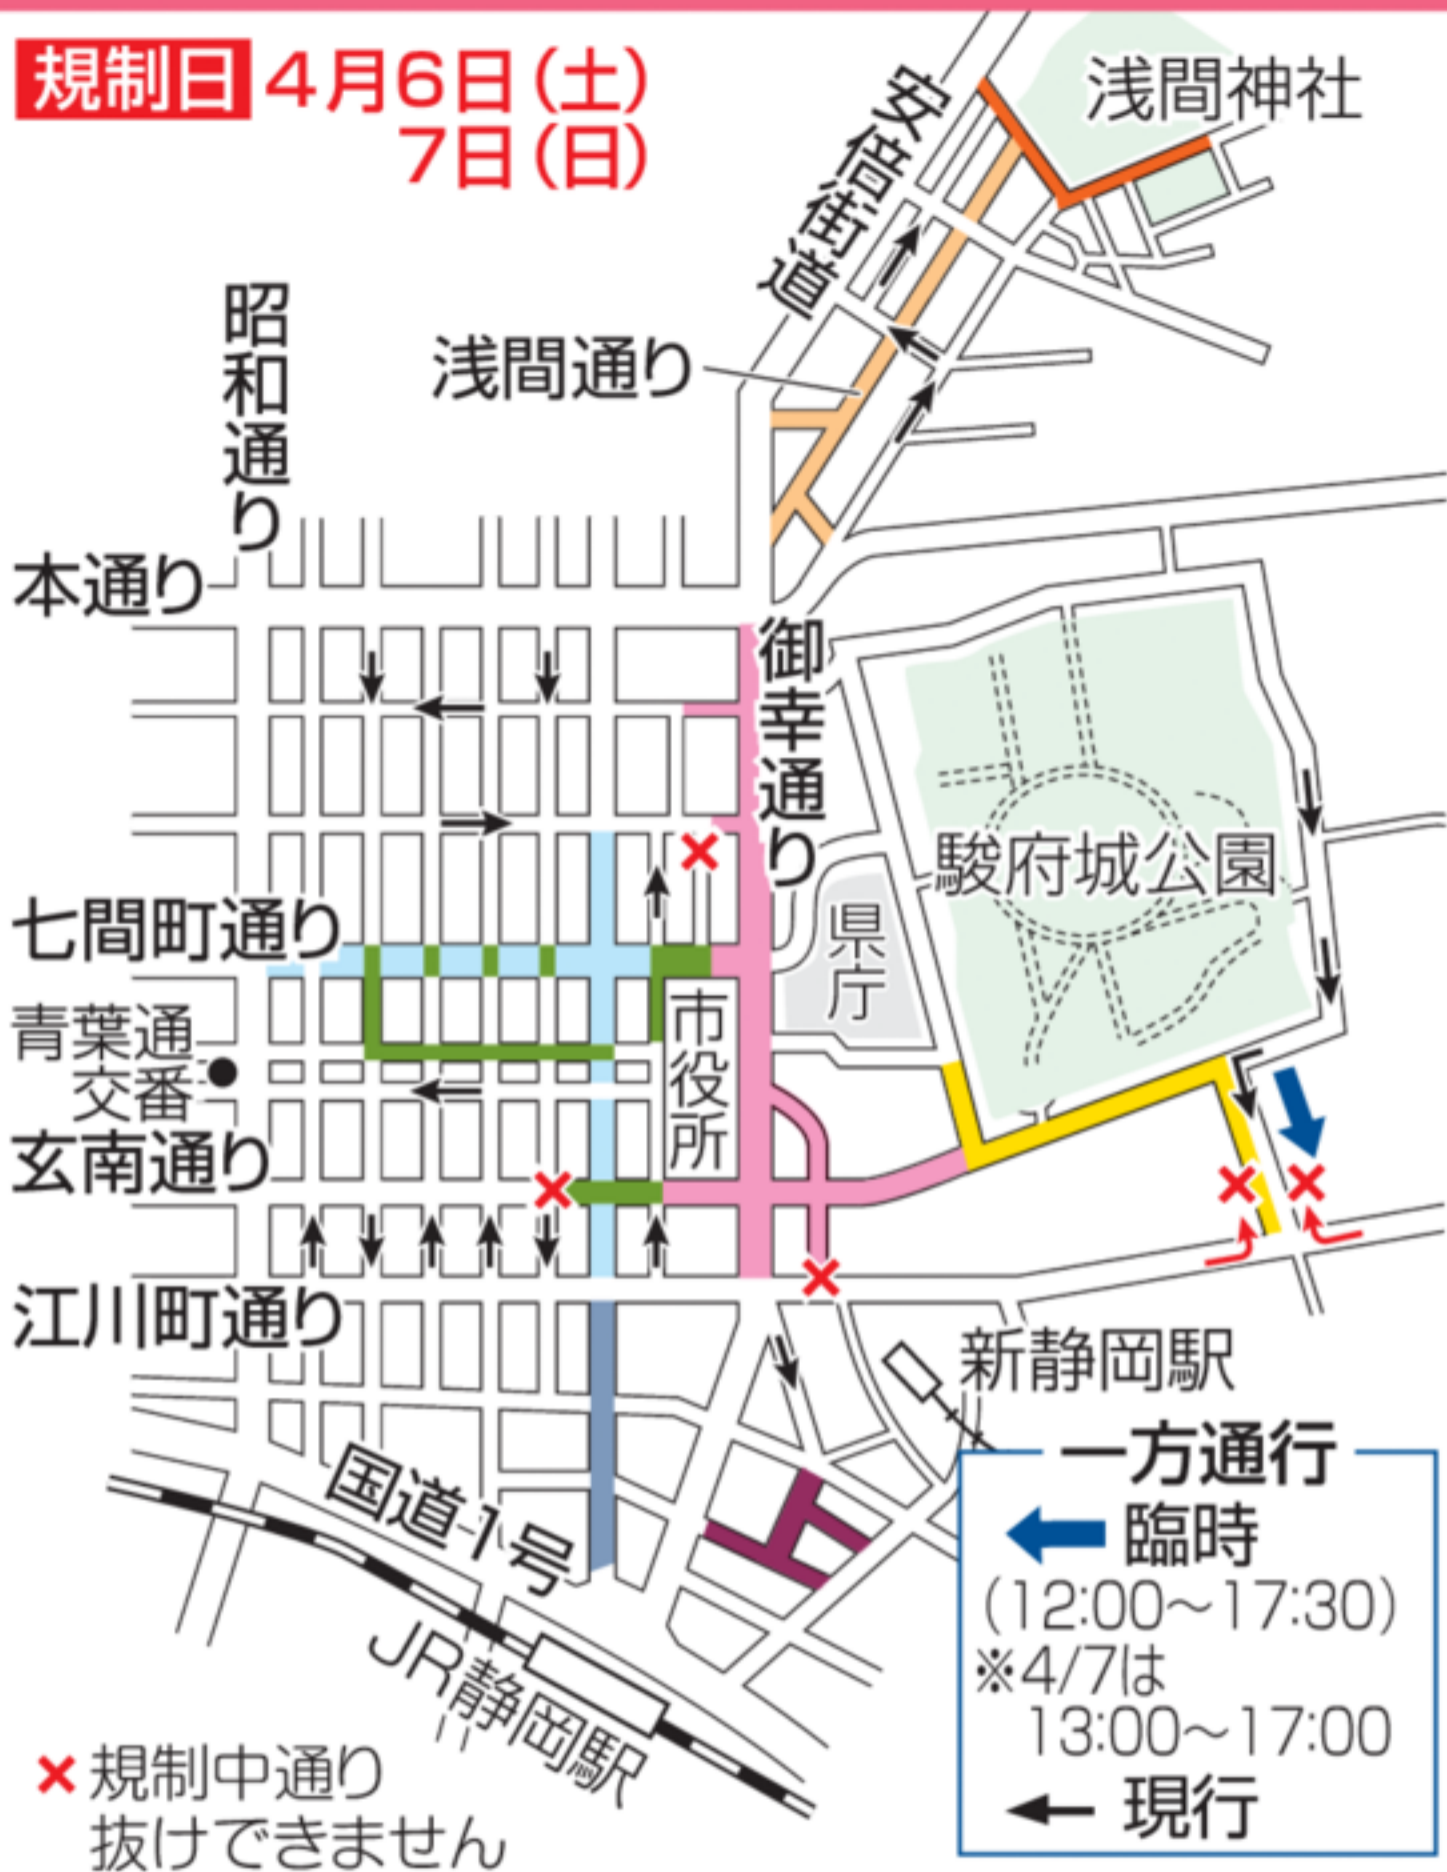 規制日 4月6日（土）
7日（日）
浅間神社
安倍街道
浅間通り
昭和通り
本通り
御幸通り
駿府城公園
県庁
七間町通り
市役所
青葉通
交番
玄南通り
江川町通り
新静岡駅
国道1号
JR静岡駅
一方通行
臨時
（12:00～17:30）
※4/7は
13:00～17:00
現行
×規制中通り
抜けできません